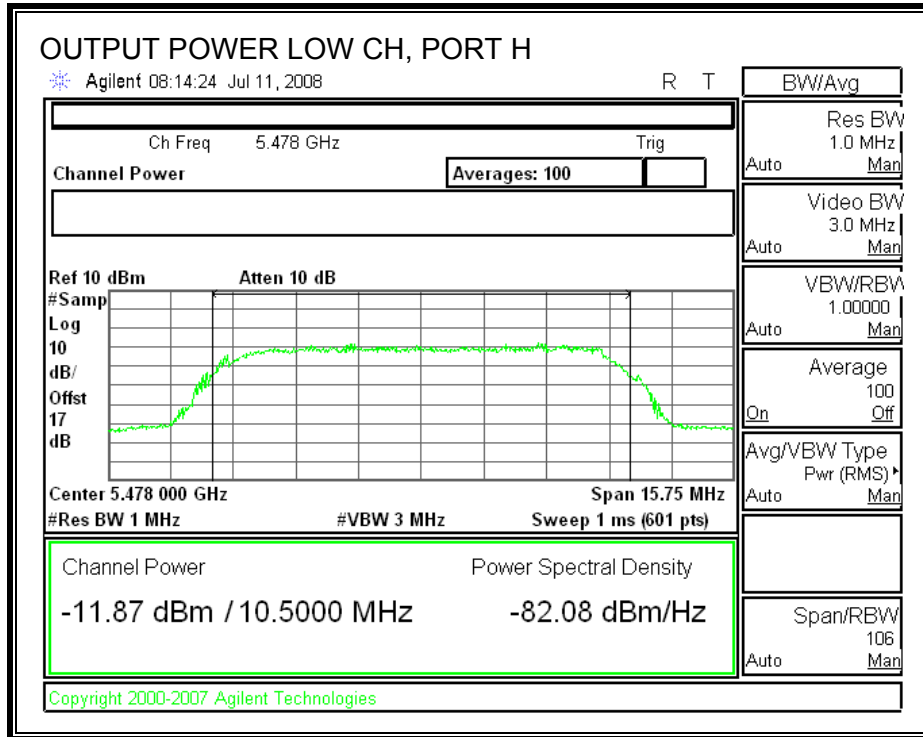 OUTPUT POWER LOW CH, PORT H
Agilent 08:14:24 Jul 11, 2008 R T
BW/Avg
Ch Freq 5.478 GHz Trig
Channel Power Averages: 100
Res BW
1.0 MHz
Auto Man
Video BW
3.0 MHz
Auto Man
Ref 10 dBm Atten 10 dB
#Samp
Log
10
dB/
Offst
17
dB
VBW/RBW
1.00000
Auto Man
Average
100
On Off
Avg/VBW Type
Pwr (RMS)
Auto Man
Center 5.478 000 GHz Span 15.75 MHz
#Res BW 1 MHz #VBW 3 MHz Sweep 1 ms (601 pts)
Channel Power Power Spectral Density
-11.87 dBm / 10.5000 MHz -82.08 dBm/Hz
Span/RBW
106
Auto Man
Copyright 2000-2007 Agilent Technologies